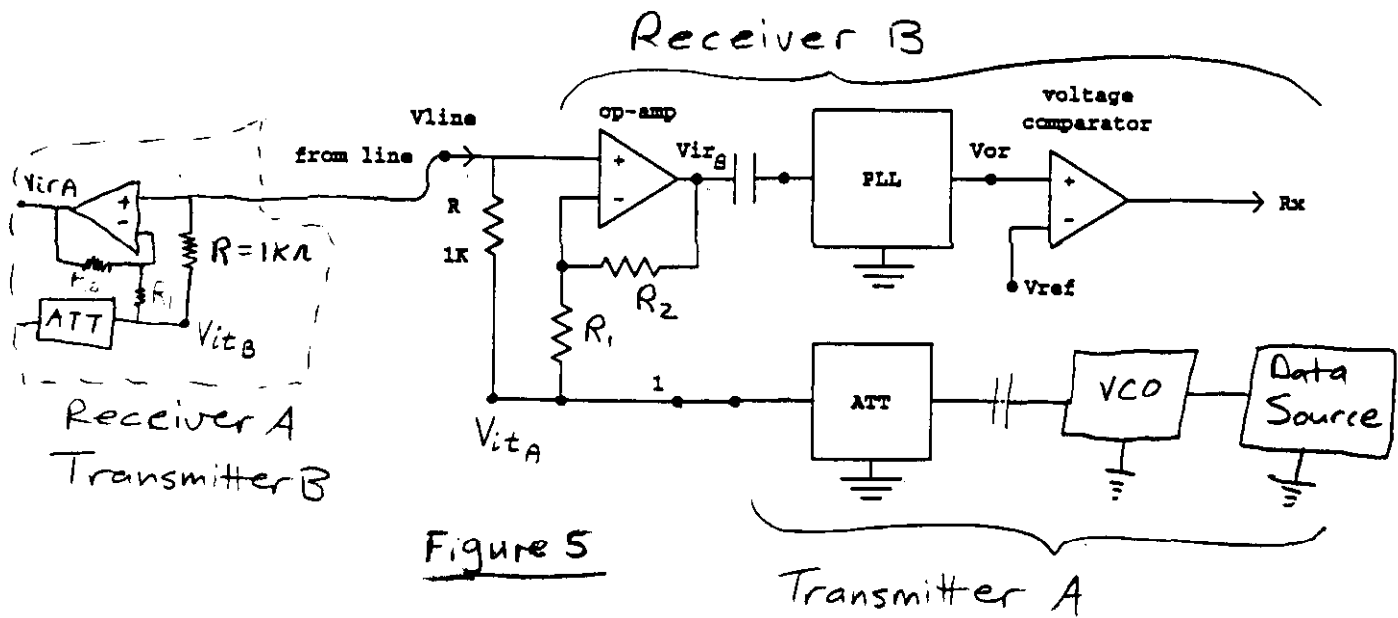 Receiver B
voltage
comparator
op-amp
Vline
from line
VirB
PLL
Vor
Rx
Vref
VirA
R=1KΩ
R
1K
R2
R1
R1
ATT
VitB
Receiver A
Transmitter B
1
VitA
ATT
VCO
Data
Source
Figure 5
Transmitter A